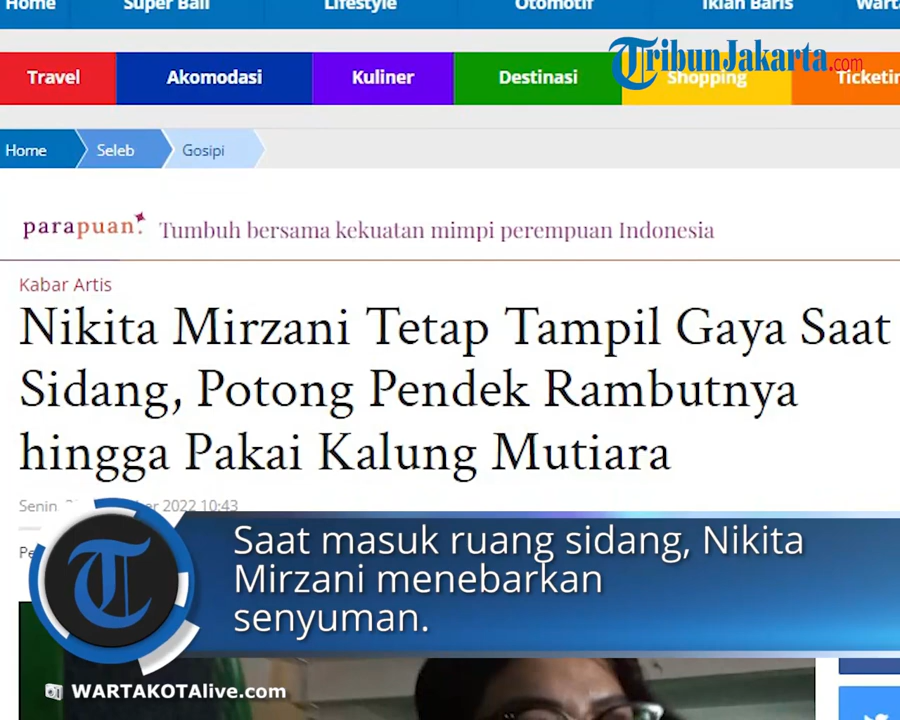 Home Super Ball Lifestyle Otomotif Iklan Baris
TribunJakarta.com
Travel Akomodasi Kuliner Destinasi Shopping
Home Seleb Gosipi
parapuan. Tumbuh bersama kekuatan mimpi perempuan Indonesia
Kabar Artis
Nikita Mirzani Tetap Tampil Gaya Saat
Sidang, Potong Pendek Rambutnya
hingga Pakai Kalung Mutiara
Senin, 2022 10:43
Saat masuk ruang sidang, Nikita
Mirzani menebarkan
senyuman.
T
WARTAKOTAlive.com